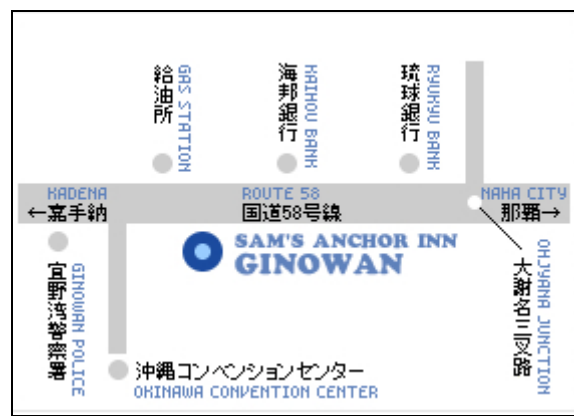 給油所
GAS STATION
海邦銀行
KAIHOU BANK
琉球銀行
RYUKYU BANK
KADENA
←嘉手納
ROUTE 58
国道58号線
NAHA CITY
那覇→
SAM'S ANCHOR INN
GINOWAN
宜野湾警察署
GINOWAN POLICE
大謝名三叉路
OHJYANA JUNCTION
沖縄コンベンションセンター
OKINAWA CONVENTION CENTER